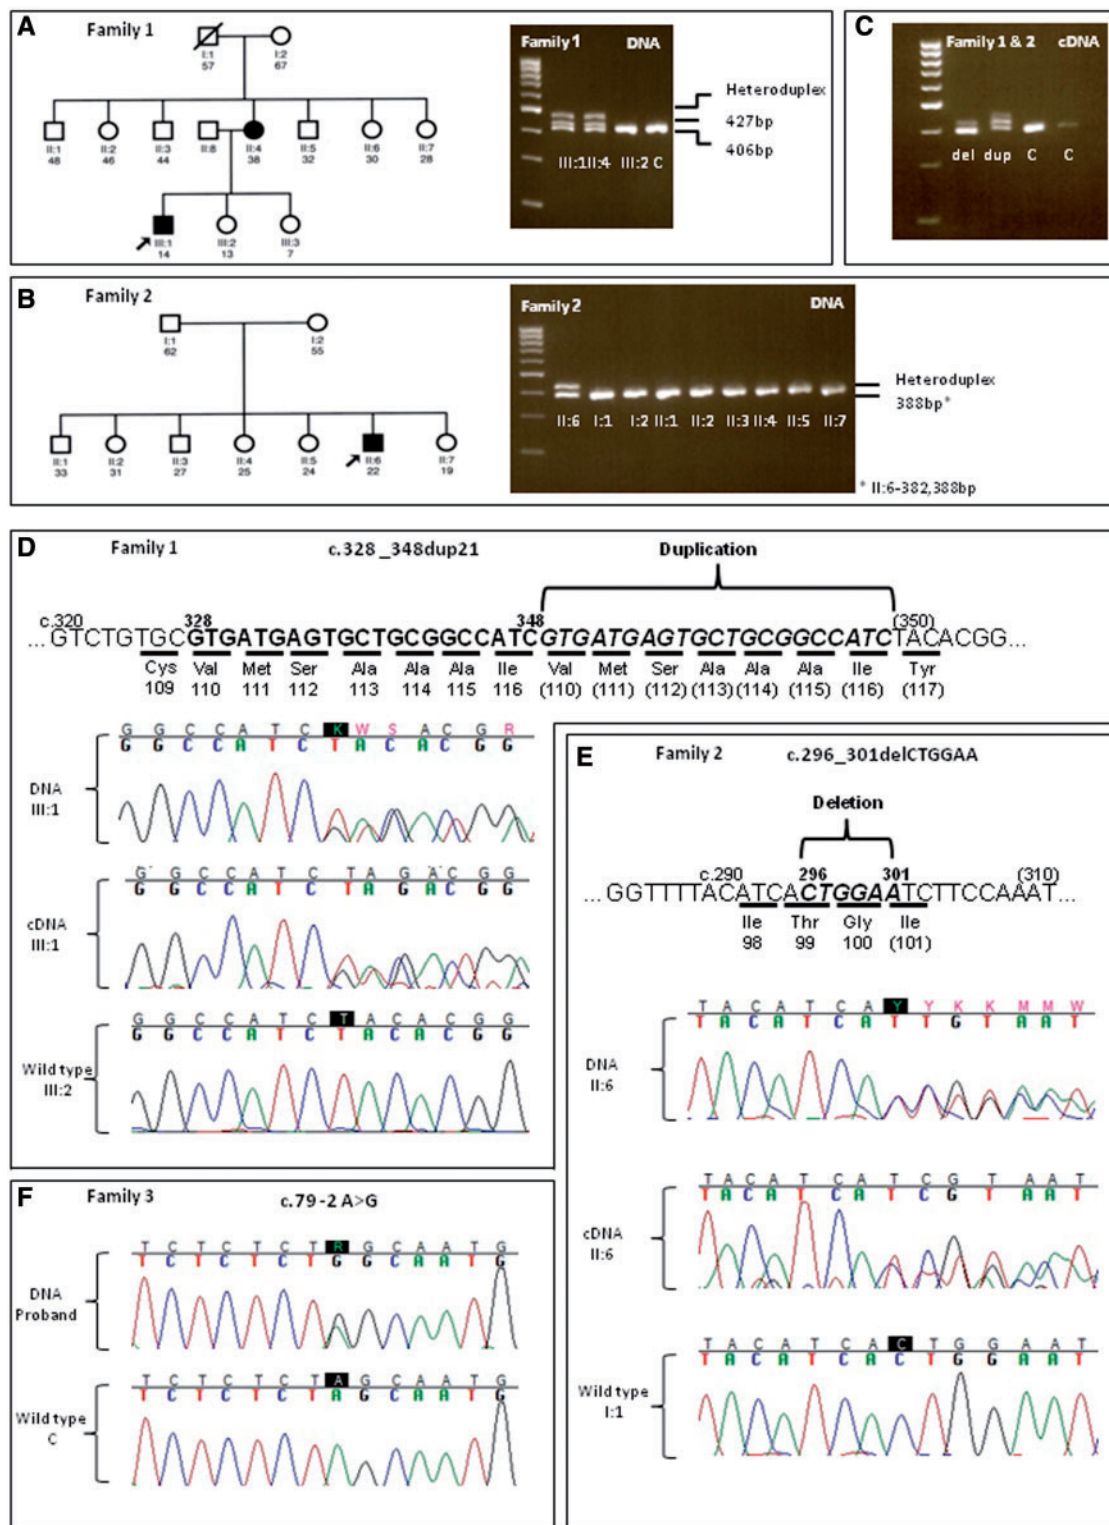 A
Family 1
I:1
57
I:2
67
II:1
48
II:2
46
II:3
44
II:8
II:4
38
II:5
32
II:6
30
II:7
28
III:1
14
III:2
13
III:3
7
Family 1 DNA
III:1 II:4 III:2 C
Heteroduplex
427bp
406bp
C
Family 1 & 2 cDNA
del dup C C
B
Family 2
I:1
62
I:2
55
II:1
33
II:2
31
II:3
27
II:4
25
II:5
24
II:6
22
II:7
19
Family 2 DNA
II:6 I:1 I:2 II:1 II:2 II:3 II:4 II:5 II:7
Heteroduplex
388bp*
* II:6-382,388bp
D
Family 1
c.328_348dup21
Duplication
c.320 328 348 (350)
...GTCTGTGCGTGATGAGTGCTGCGGCCATCGTGATGAGTGCTGCGGCCATCTACACGG...
Cys Val Met Ser Ala Ala Ala Ile Val Met Ser Ala Ala Ala Ile Tyr
109 110 111 112 113 114 115 116 (110) (111) (112) (113) (114) (115) (116) (117)
G G C C A T C K W S A C G R
G G C C A T C T A C A C G G
DNA
III:1
G G C C A T C T A G A C G G
G G C C A T C T A G A C G G
cDNA
III:1
G G C C A T C T A C A C G G
G G C C A T C T A C A C G G
Wild type
III:2
E
Family 2
c.296_301delCTGGAA
Deletion
c.290 296 301 (310)
...GGTTTTACATCACTGGAATCTTCCAAAT...
Ile Thr Gly Ile
98 99 100 (101)
T A C A T C A Y Y K K M M W
T A C A T C A T T G T A A T
DNA
II:6
T A C A T C A T C G T A A T
T A C A T C A T C G T A A T
cDNA
II:6
T A C A T C A C T G G A A T
T A C A T C A C T G G A A T
Wild type
I:1
F
Family 3
c.79-2 A>G
T C T C T C T R G C A A T G
T C T C T C T G G C A A T G
DNA
Proband
T C T C T C T A G C A A T G
T C T C T C T A G C A A T G
Wild type
C